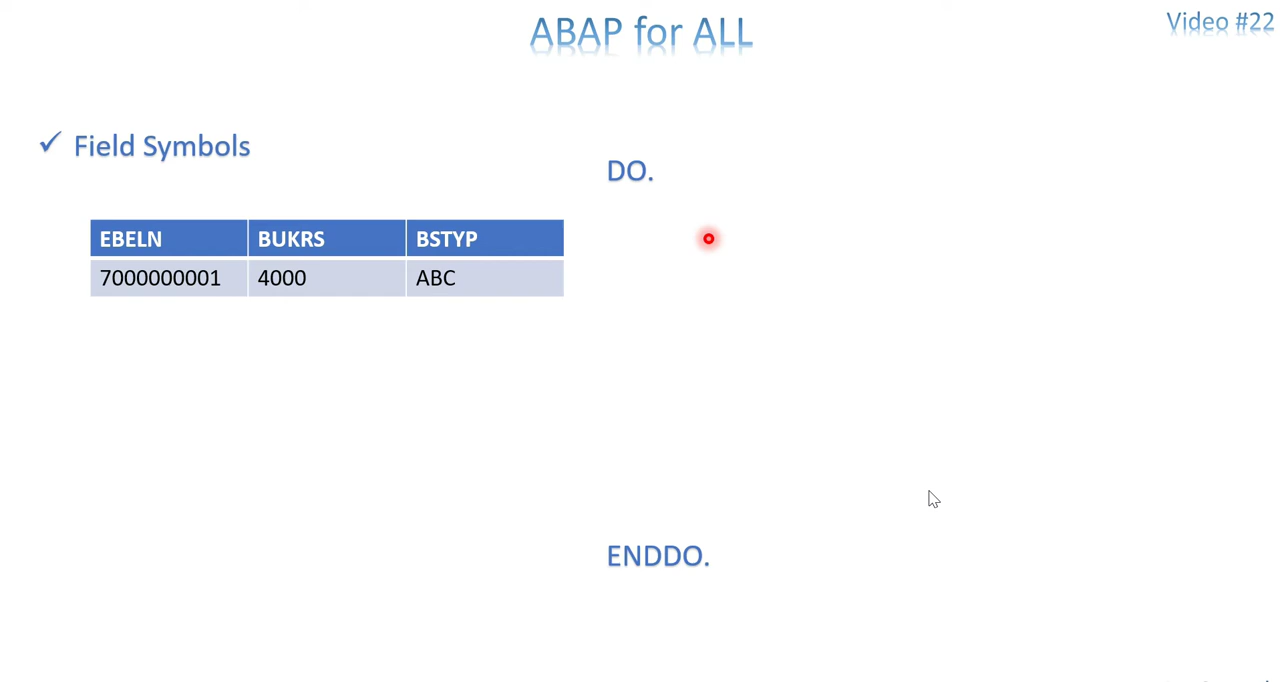 ABAP for ALL
Video #22
✓ Field Symbols
DO.
EBELN BUKRS BSTYP
7000000001 4000 ABC
ENDDO.